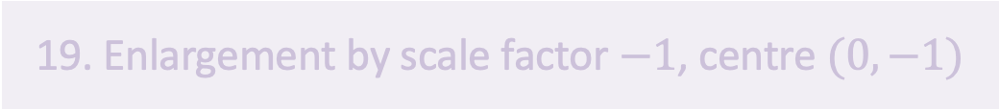 19. Enlargement by scale factor −1, centre (0, −1)